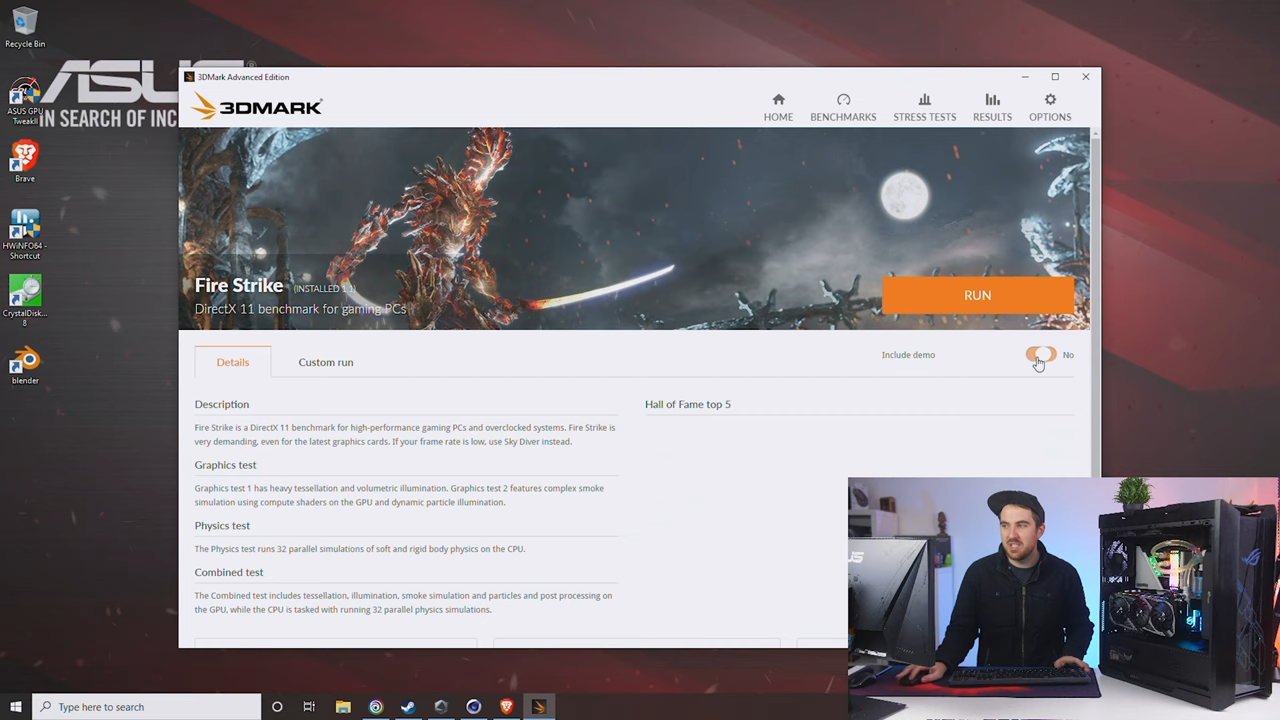 Recycle Bin
ASUS
IN SEARCH OF INC
ASUS GPU
TweakII
Brave
HWiNFO64 -
Shortcut
CrystalDisk...
8
blender
3DMark Advanced Edition
3DMARK
HOME
BENCHMARKS
STRESS TESTS
RESULTS
OPTIONS
Fire Strike (INSTALLED 1.1)
DirectX 11 benchmark for gaming PCs
RUN
Details
Custom run
Include demo
No
Description
Fire Strike is a DirectX 11 benchmark for high-performance gaming PCs and overclocked systems. Fire Strike is
very demanding, even for the latest graphics cards. If your frame rate is low, use Sky Diver instead.
Graphics test
Graphics test 1 has heavy tessellation and volumetric illumination. Graphics test 2 features complex smoke
simulation using compute shaders on the GPU and dynamic particle illumination.
Physics test
The Physics test runs 32 parallel simulations of soft and rigid body physics on the CPU.
Combined test
The Combined test includes tessellation, illumination, smoke simulation and particles and post processing on
the GPU, while the CPU is tasked with running 32 parallel physics simulations.
Hall of Fame top 5
Type here to search